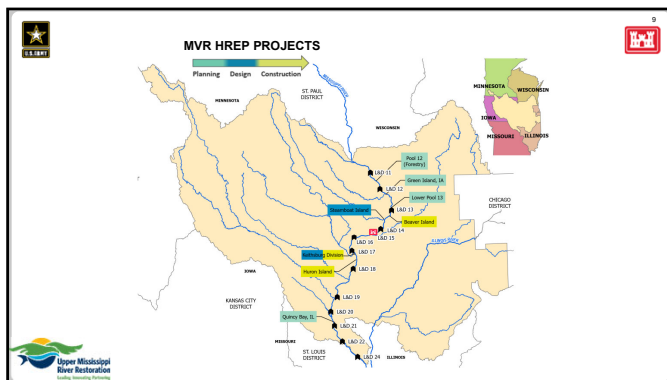 9
U.S.ARMY
MVR HREP PROJECTS
Planning Design Construction
Mississippi River
ST. PAUL
DISTRICT
MINNESOTA
WISCONSIN
MINNESOTA
WISCONSIN
IOWA
MISSOURI
ILLINOIS
L&D 11
Pool 12
(Forestry)
Green Island, IA
L&D 12
Lower Pool 13
L&D 13
Steamboat Island
Beaver Island
CHICAGO
DISTRICT
L&D 14
L&D 15
L&D 16
L&D 17
Keithsburg Division
Illinois River
Huron Island
L&D 18
IOWA
KANSAS CITY
DISTRICT
L&D 19
L&D 20
Quincy Bay, IL
L&D 21
MISSOURI
L&D 22
ST. LOUIS
DISTRICT
ILLINOIS
L&D 24
Upper Mississippi
River Restoration
Leading Innovating Partnering